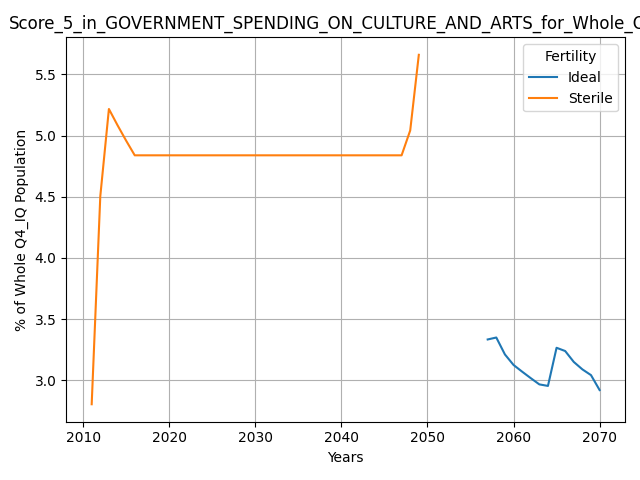 Score_5_in_GOVERNMENT_SPENDING_ON_CULTURE_AND_ARTS_for_Whole_
Fertility
Ideal
Sterile
% of Whole Q4_IQ Population
5.5
5.0
4.5
4.0
3.5
3.0
2010 2020 2030 2040 2050 2060 2070
Years